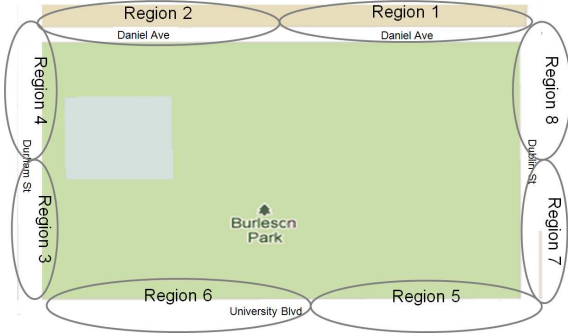 Region 2
Region 1
Daniel Ave
Daniel Ave
Region 4
Region 8
Durham St
Dublin St
Region 3
Burleson
Park
Region 7
Region 6
Region 5
University Blvd